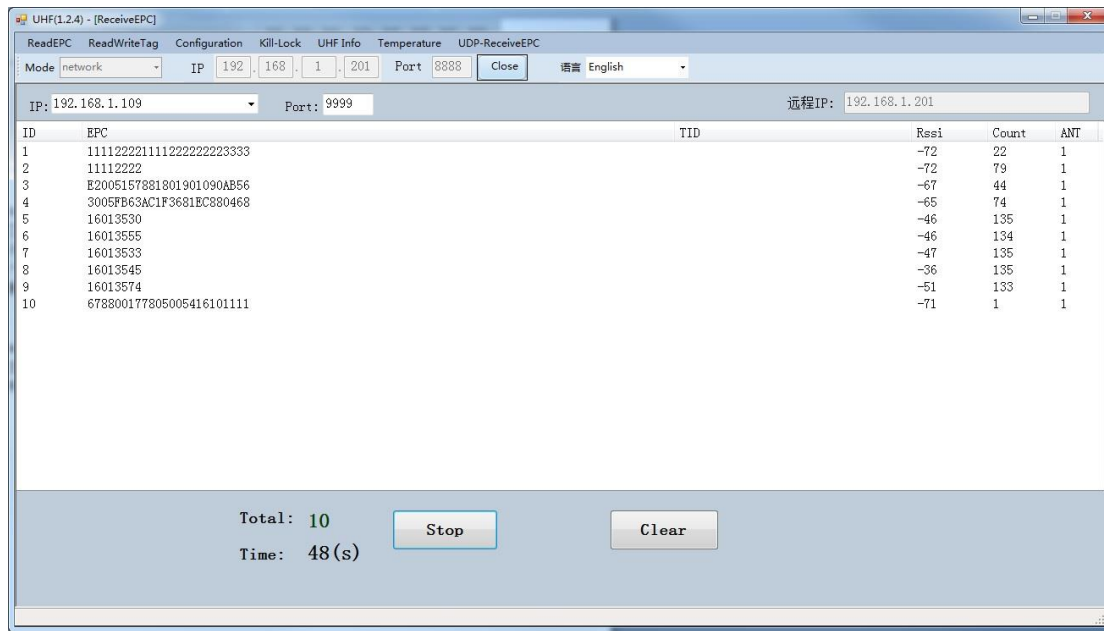 UHF(1.2.4) - [ReceiveEPC]
ReadEPC ReadWriteTag Configuration Kill-Lock UHF Info Temperature UDP-ReceiveEPC
Mode network IP 192 . 168 . 1 . 201 Port 8888 Close 语言 English
IP: 192.168.1.109 Port: 9999 远程IP: 192.168.1.201
ID EPC TID Rssi Count ANT
1 111122221111222222223333 -72 22 1
2 11112222 -72 79 1
3 E2005157881801901090AB56 -67 44 1
4 3005FB63AC1F3681EC880468 -65 74 1
5 16013530 -46 135 1
6 16013555 -46 134 1
7 16013533 -47 135 1
8 16013545 -36 135 1
9 16013574 -51 133 1
10 678800177805005416101111 -71 1 1
Total: 10
Stop Clear
Time: 48(s)